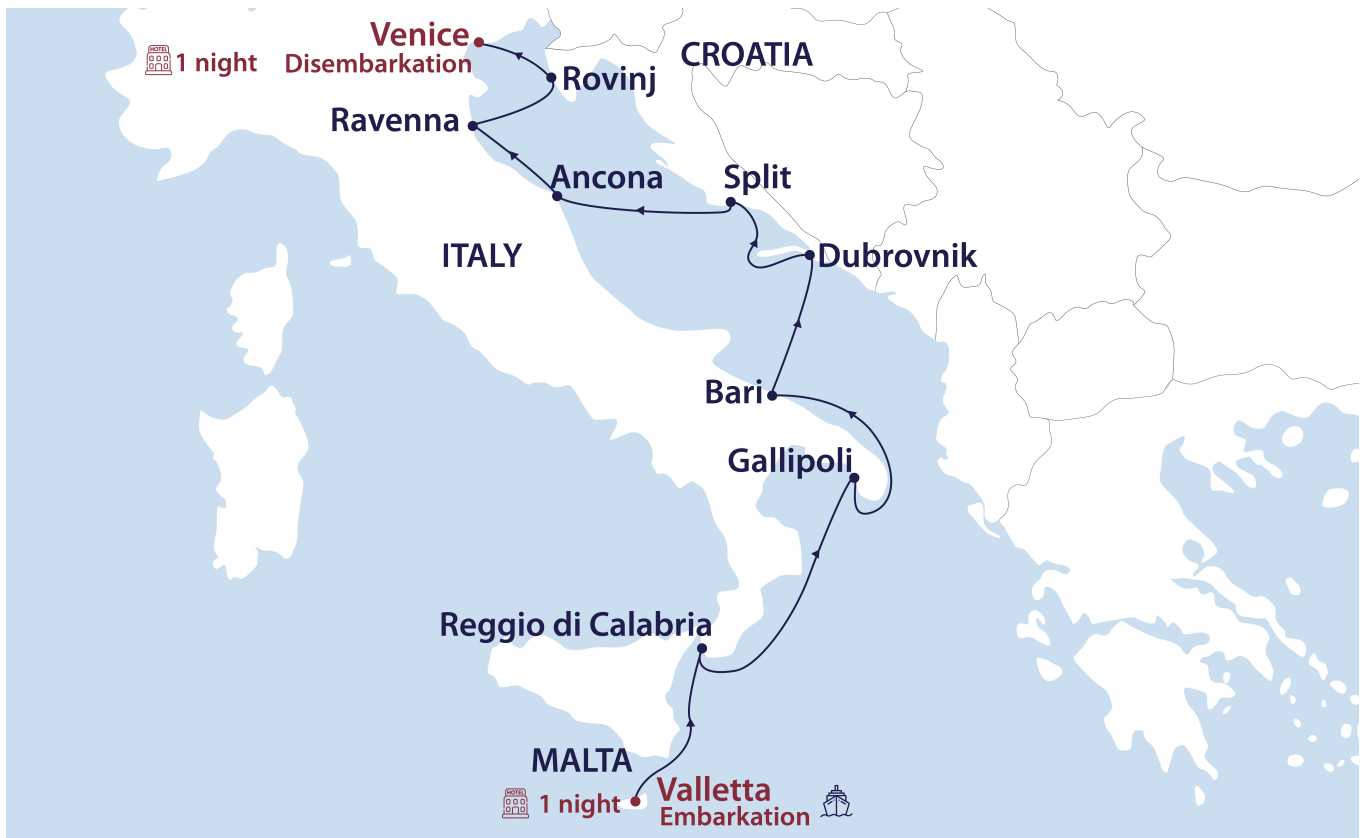 Venice
HOTEL
1 night
Disembarkation
CROATIA
Rovinj
Ravenna
Ancona
Split
ITALY
Dubrovnik
Bari
Gallipoli
Reggio di Calabria
MALTA
HOTEL
1 night
Valletta
Embarkation